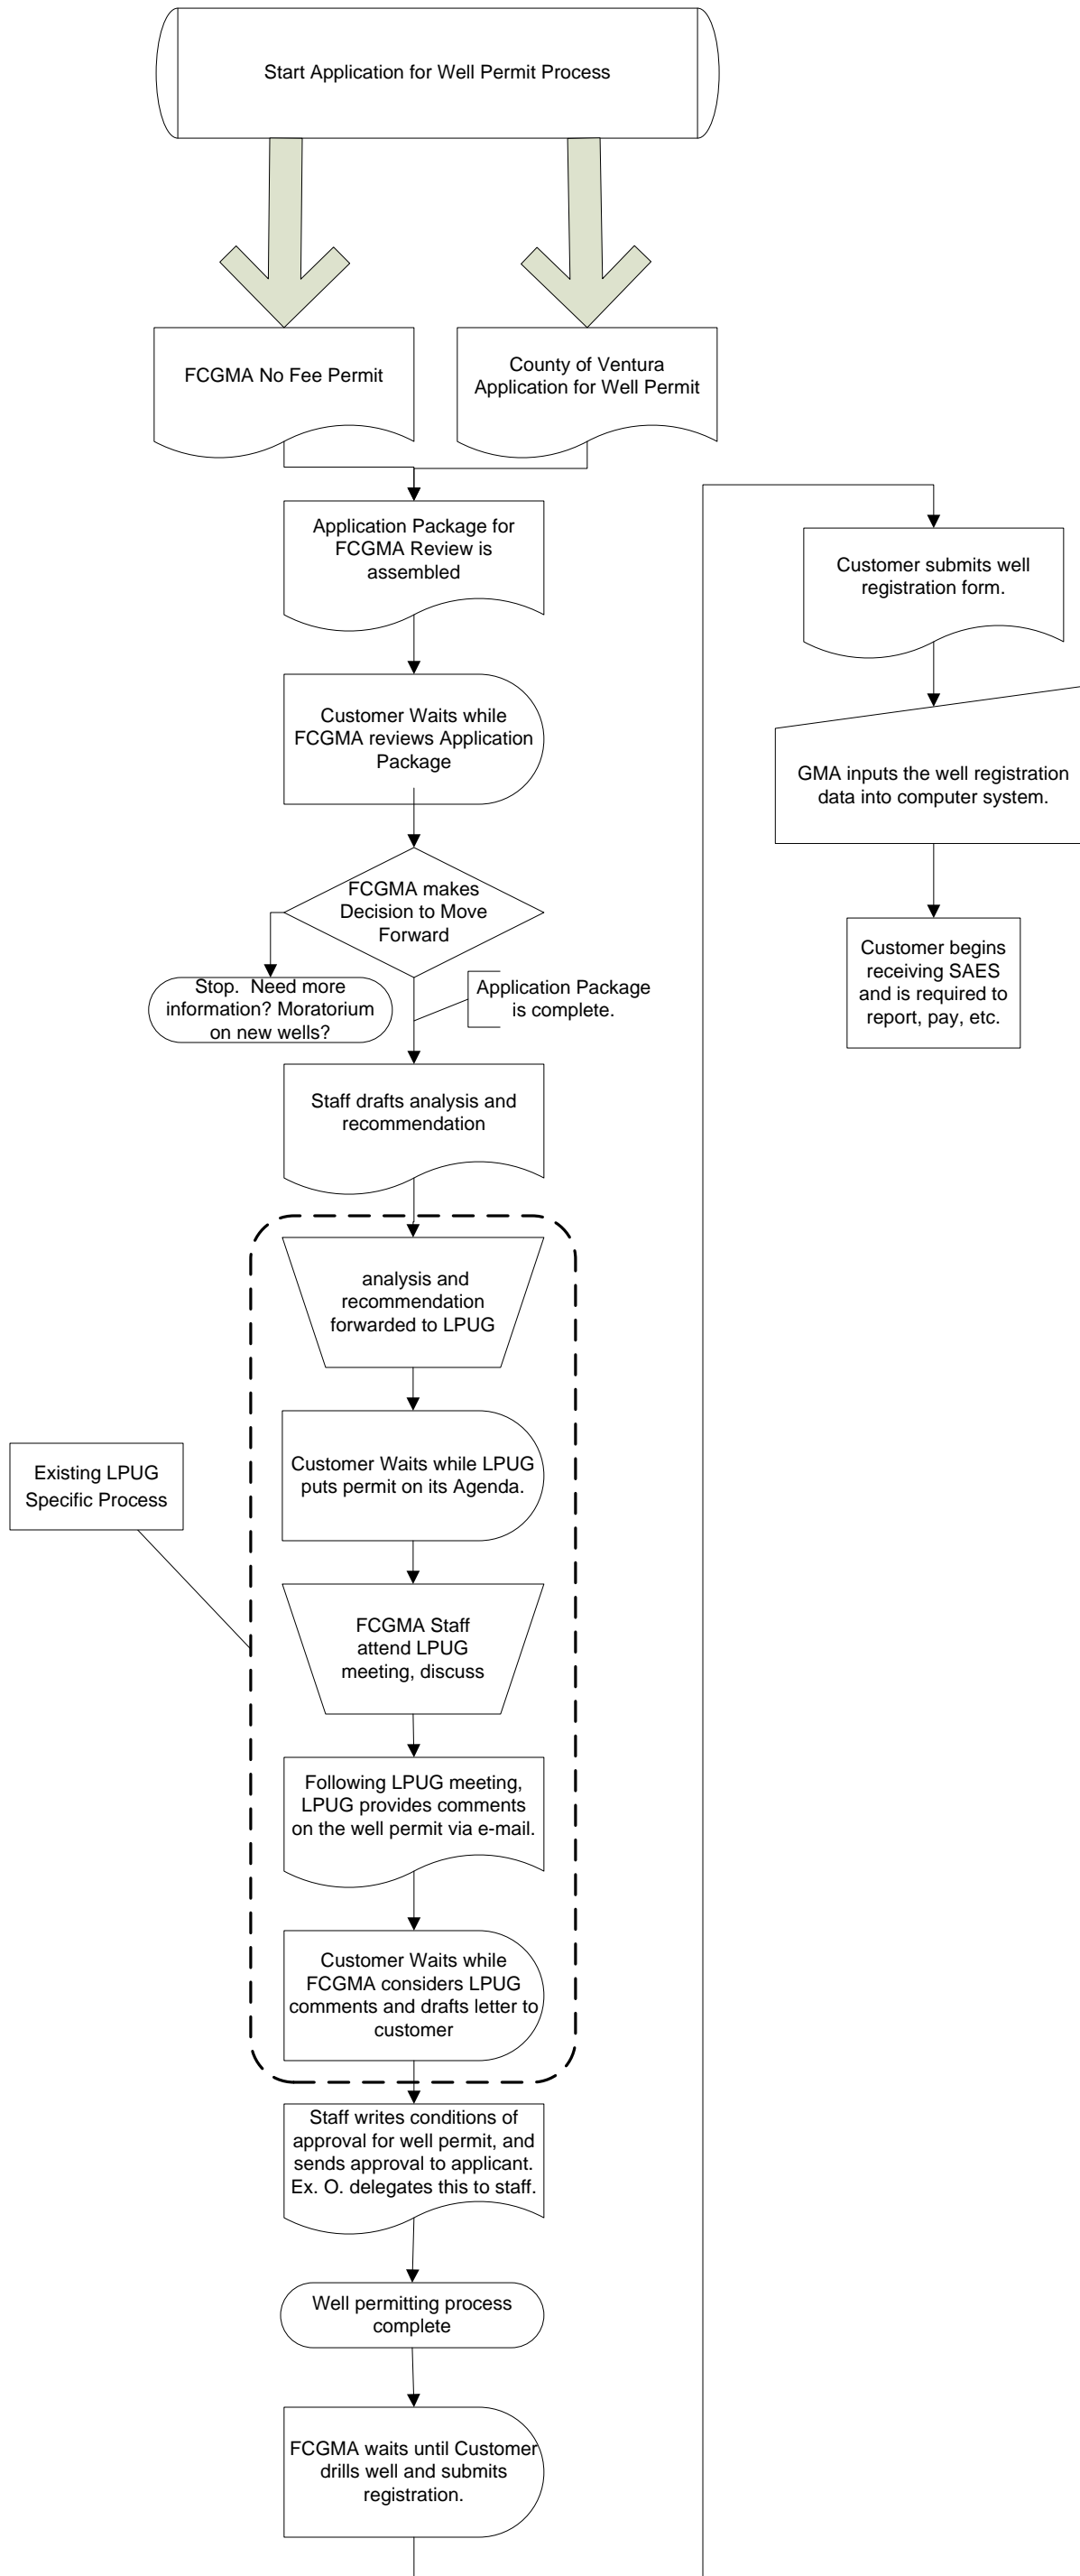 Start Application for Well Permit Process
FCGMA No Fee Permit
County of Ventura
Application for Well Permit
Application Package for
FCGMA Review is
assembled
Customer Waits while
FCGMA reviews Application
Package
FCGMA makes
Decision to Move
Forward
Stop.  Need more
information? Moratorium
on new wells?
Application Package
is complete.
Staff drafts analysis and
recommendation
analysis and
recommendation
forwarded to LPUG
Customer Waits while LPUG
puts permit on its Agenda.
Existing LPUG
Specific Process
FCGMA Staff
attend LPUG
meeting, discuss
Following LPUG meeting,
LPUG provides comments
on the well permit via e-mail.
Customer Waits while
FCGMA considers LPUG
comments and drafts letter to
customer
Staff writes conditions of
approval for well permit, and
sends approval to applicant.
Ex. O. delegates this to staff.
Well permitting process
complete
FCGMA waits until Customer
drills well and submits
registration.
Customer submits well
registration form.
GMA inputs the well registration
data into computer system.
Customer begins
receiving SAES
and is required to
report, pay, etc.